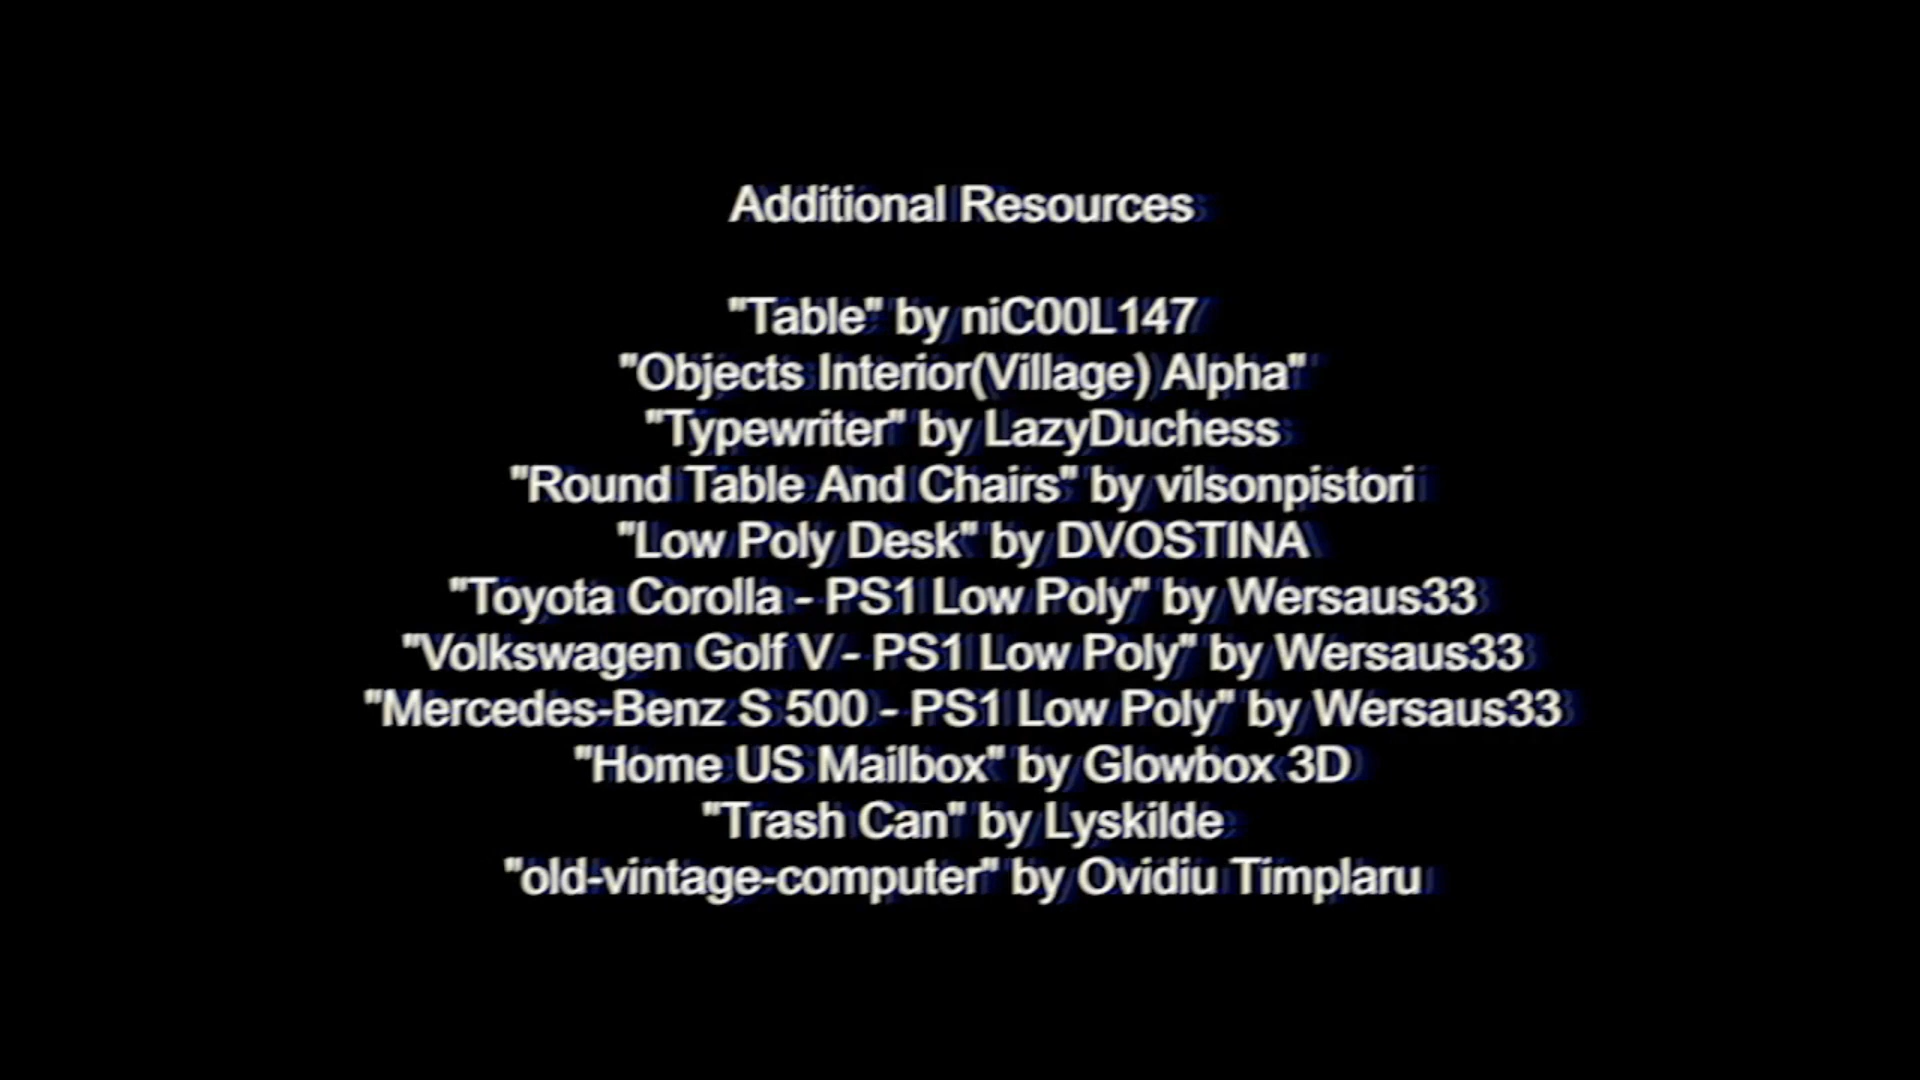 Additional Resources
"Table" by niC00L147
"Objects Interior(Village) Alpha"
"Typewriter" by LazyDuchess
"Round Table And Chairs" by vilsonpistori
"Low Poly Desk" by DVOSTINA
"Toyota Corolla - PS1 Low Poly" by Wersaus33
"Volkswagen Golf V - PS1 Low Poly" by Wersaus33
"Mercedes-Benz S 500 - PS1 Low Poly" by Wersaus33
"Home US Mailbox" by Glowbox 3D
"Trash Can" by Lyskilde
"old-vintage-computer" by Ovidiu Timplaru